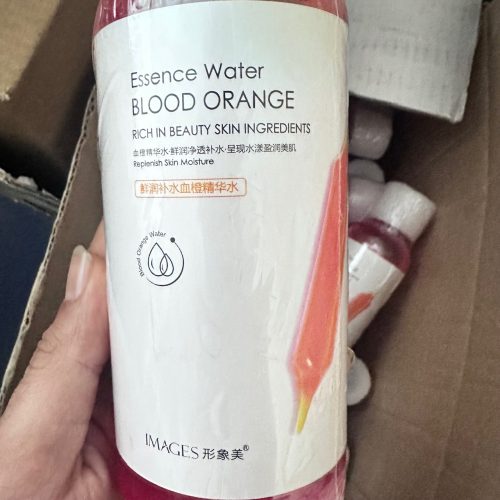 Essence Water
BLOOD ORANGE
RICH IN BEAUTY SKIN INGREDIENTS
血橙精华水·鲜润净透补水·呈现水漾盈润美肌
Replenish Skin Moisture
鲜润补水血橙精华水
Blood Orange Water
IMAGES 形象美®